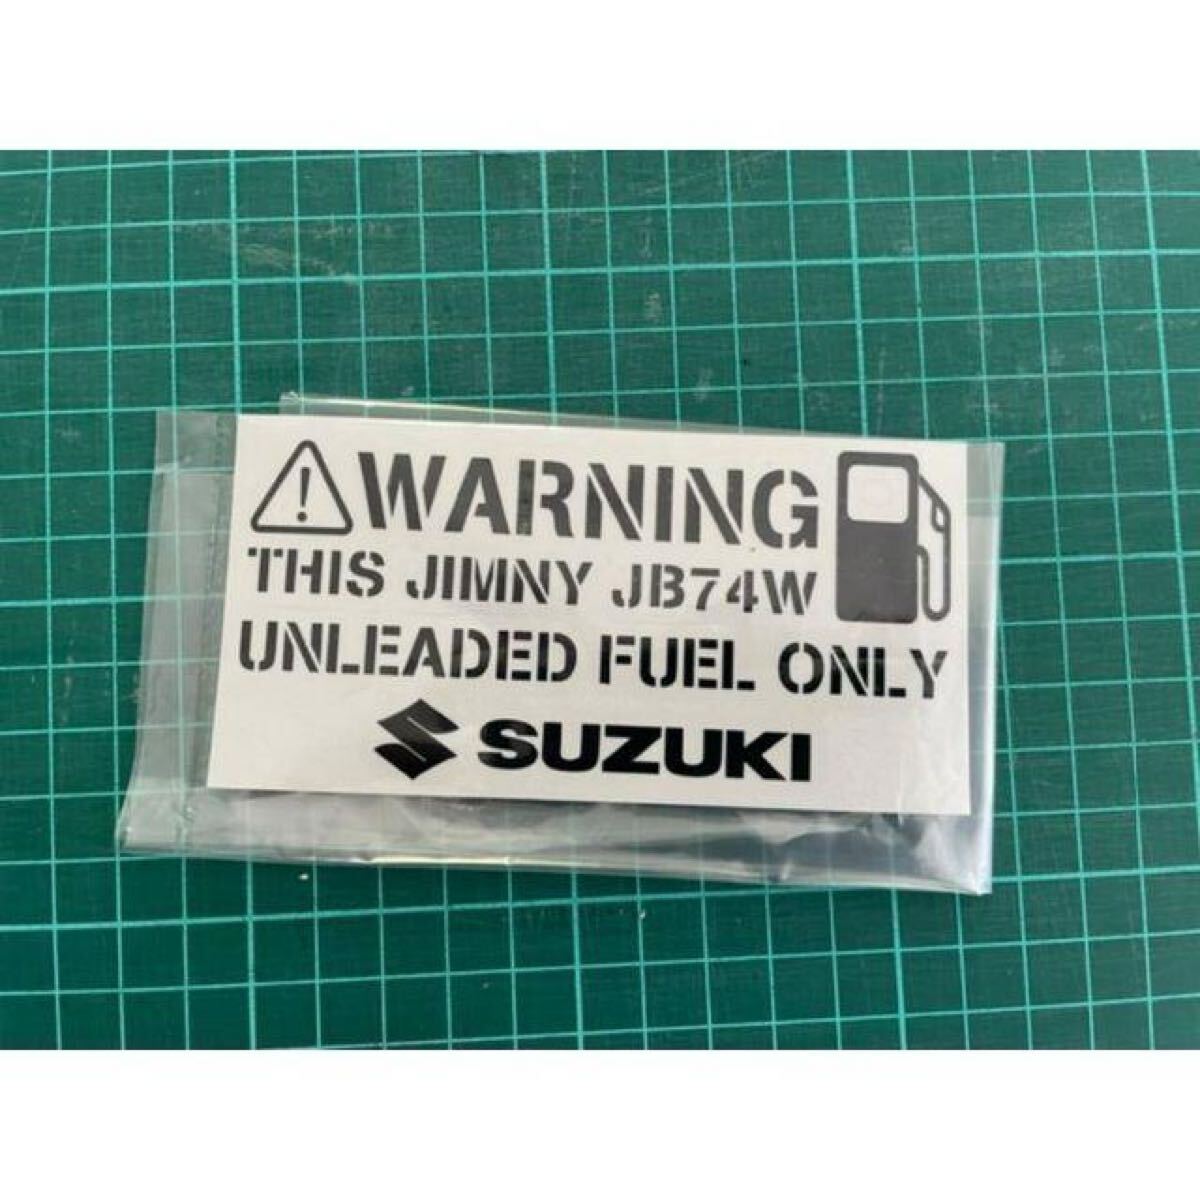 WARNING
THIS JIMNY JB74W
UNLEADED FUEL ONLY
SUZUKI